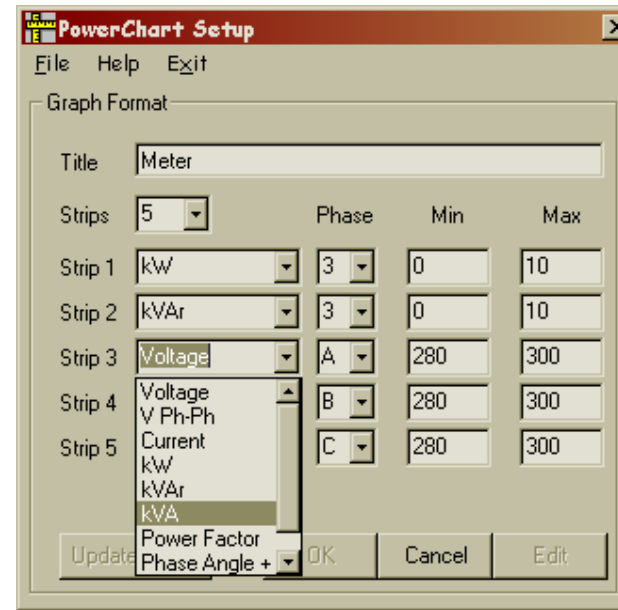 PowerChart Setup
File Help Exit
Graph Format
Title Meter
Strips 5 Phase Min Max
Strip 1 kW 3 0 10
Strip 2 kVAr 3 0 10
Strip 3 Voltage A 280 300
Strip 4 B 280 300
Strip 5 C 280 300
Voltage
V Ph-Ph
Current
kW
kVAr
kVA
Power Factor
Phase Angle +
Update OK Cancel Edit